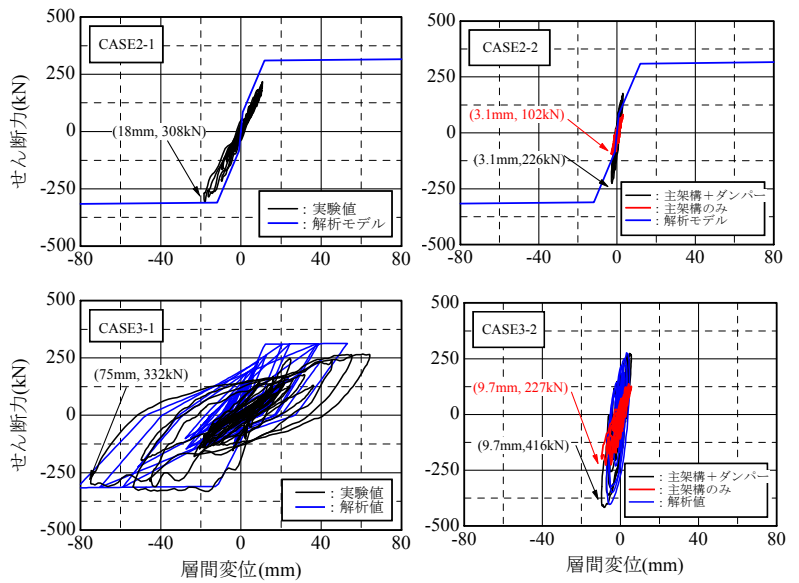 CASE2-1
500
250
0
-250
-500
せん断力(kN)
(18mm, 308kN)
：実験値
：解析モデル
-80
-40
0
40
80
CASE2-2
500
250
0
-250
-500
(3.1mm, 102kN)
(3.1mm,226kN)
：主架構＋ダンパー
：主架構のみ
：解析モデル
-80
-40
0
40
80
CASE3-1
500
250
0
-250
-500
せん断力(kN)
(75mm, 332kN)
：実験値
：解析値
-80
-40
0
40
80
層間変位(mm)
CASE3-2
500
250
0
-250
-500
(9.7mm, 227kN)
(9.7mm,416kN)
：主架構＋ダンパー
：主架構のみ
：解析値
-80
-40
0
40
80
層間変位(mm)